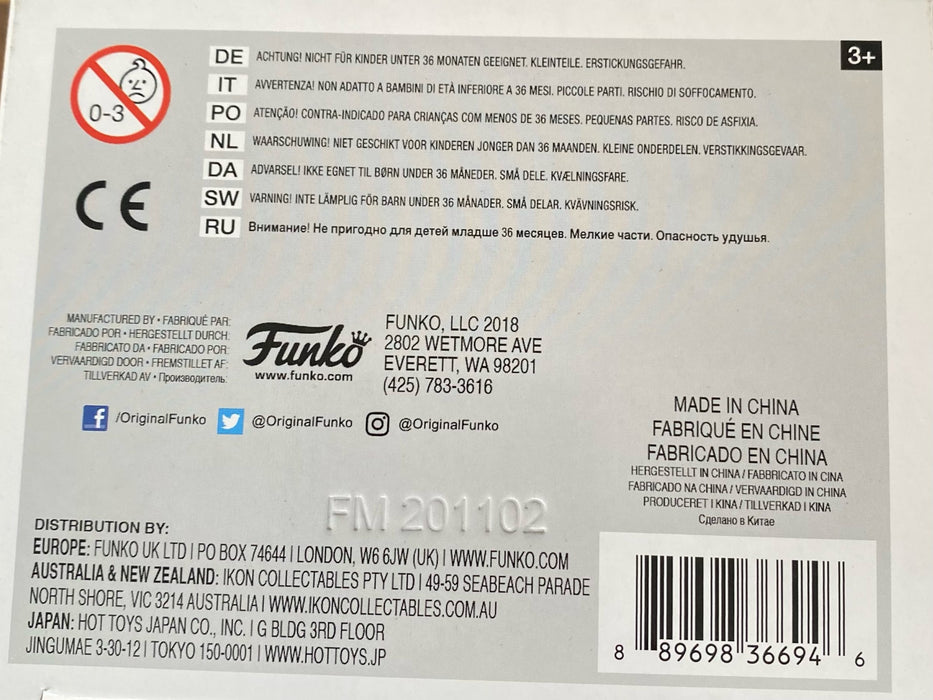 3+
0-3
DE ACHTUNG! NICHT FÜR KINDER UNTER 36 MONATEN GEEIGNET. KLEINTEILE. ERSTICKUNGSGEFAHR.
IT AVVERTENZA! NON ADATTO A BAMBINI DI ETÀ INFERIORE A 36 MESI. PICCOLE PARTI. RISCHIO DI SOFFOCAMENTO.
PO ATENÇÃO! CONTRA-INDICADO PARA CRIANÇAS COM MENOS DE 36 MESES. PEQUENAS PARTES. RISCO DE ASFIXIA.
NL WAARSCHUWING! NIET GESCHIKT VOOR KINDEREN JONGER DAN 36 MAANDEN. KLEINE ONDERDELEN. VERSTIKKINGSGEVAAR.
DA ADVARSEL! IKKE EGNET TIL BØRN UNDER 36 MÅNEDER. SMÅ DELE. KVÆLNINGSFARE.
SW VARNING! INTE LÄMPLIG FÖR BARN UNDER 36 MÅNADER. SMÅ DELAR. KVÄVNINGSRISK.
RU Внимание! Не пригодно для детей младше 36 месяцев. Мелкие части. Опасность удушья.
CE
MANUFACTURED BY • FABRIQUÉ PAR:
FABRICADO POR • HERGESTELLT DURCH:
FABBRICATO DA • FABRICADO POR:
VERVAARDIGD DOOR • FREMSTILLET AF:
TILLVERKAD AV • Производитель:
Funko
www.funko.com
FUNKO, LLC 2018
2802 WETMORE AVE
EVERETT, WA 98201
(425) 783-3616
f /OriginalFunko @OriginalFunko @OriginalFunko
MADE IN CHINA
FABRIQUÉ EN CHINE
FABRICADO EN CHINA
HERGESTELLT IN CHINA / FABBRICATO IN CINA
FABRICADO NA CHINA / VERVAARDIGD IN CHINA
PRODUCERET I KINA / TILLVERKAD I KINA
Сделано в Китае
FM 201102
DISTRIBUTION BY:
EUROPE: FUNKO UK LTD | PO BOX 74644 | LONDON, W6 6JW (UK) | WWW.FUNKO.COM
AUSTRALIA & NEW ZEALAND: IKON COLLECTABLES PTY LTD | 49-59 SEABEACH PARADE
NORTH SHORE, VIC 3214 AUSTRALIA | WWW.IKONCOLLECTABLES.COM.AU
JAPAN: HOT TOYS JAPAN CO., INC. | G BLDG 3RD FLOOR
JINGUMAE 3-30-12 | TOKYO 150-0001 | WWW.HOTTOYS.JP
8 89698 36694 6